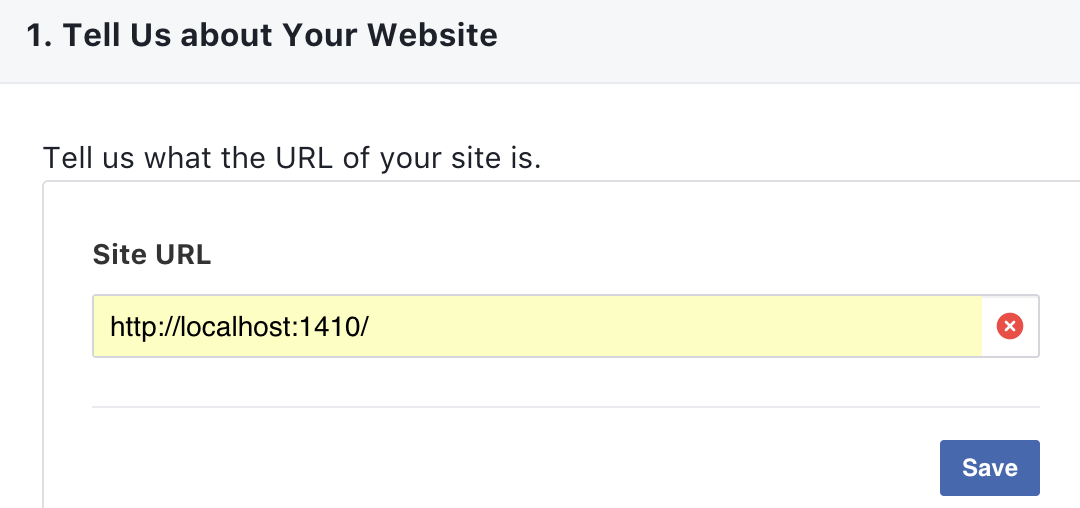 1. Tell Us about Your Website
Tell us what the URL of your site is.
Site URL
http://localhost:1410/
Save